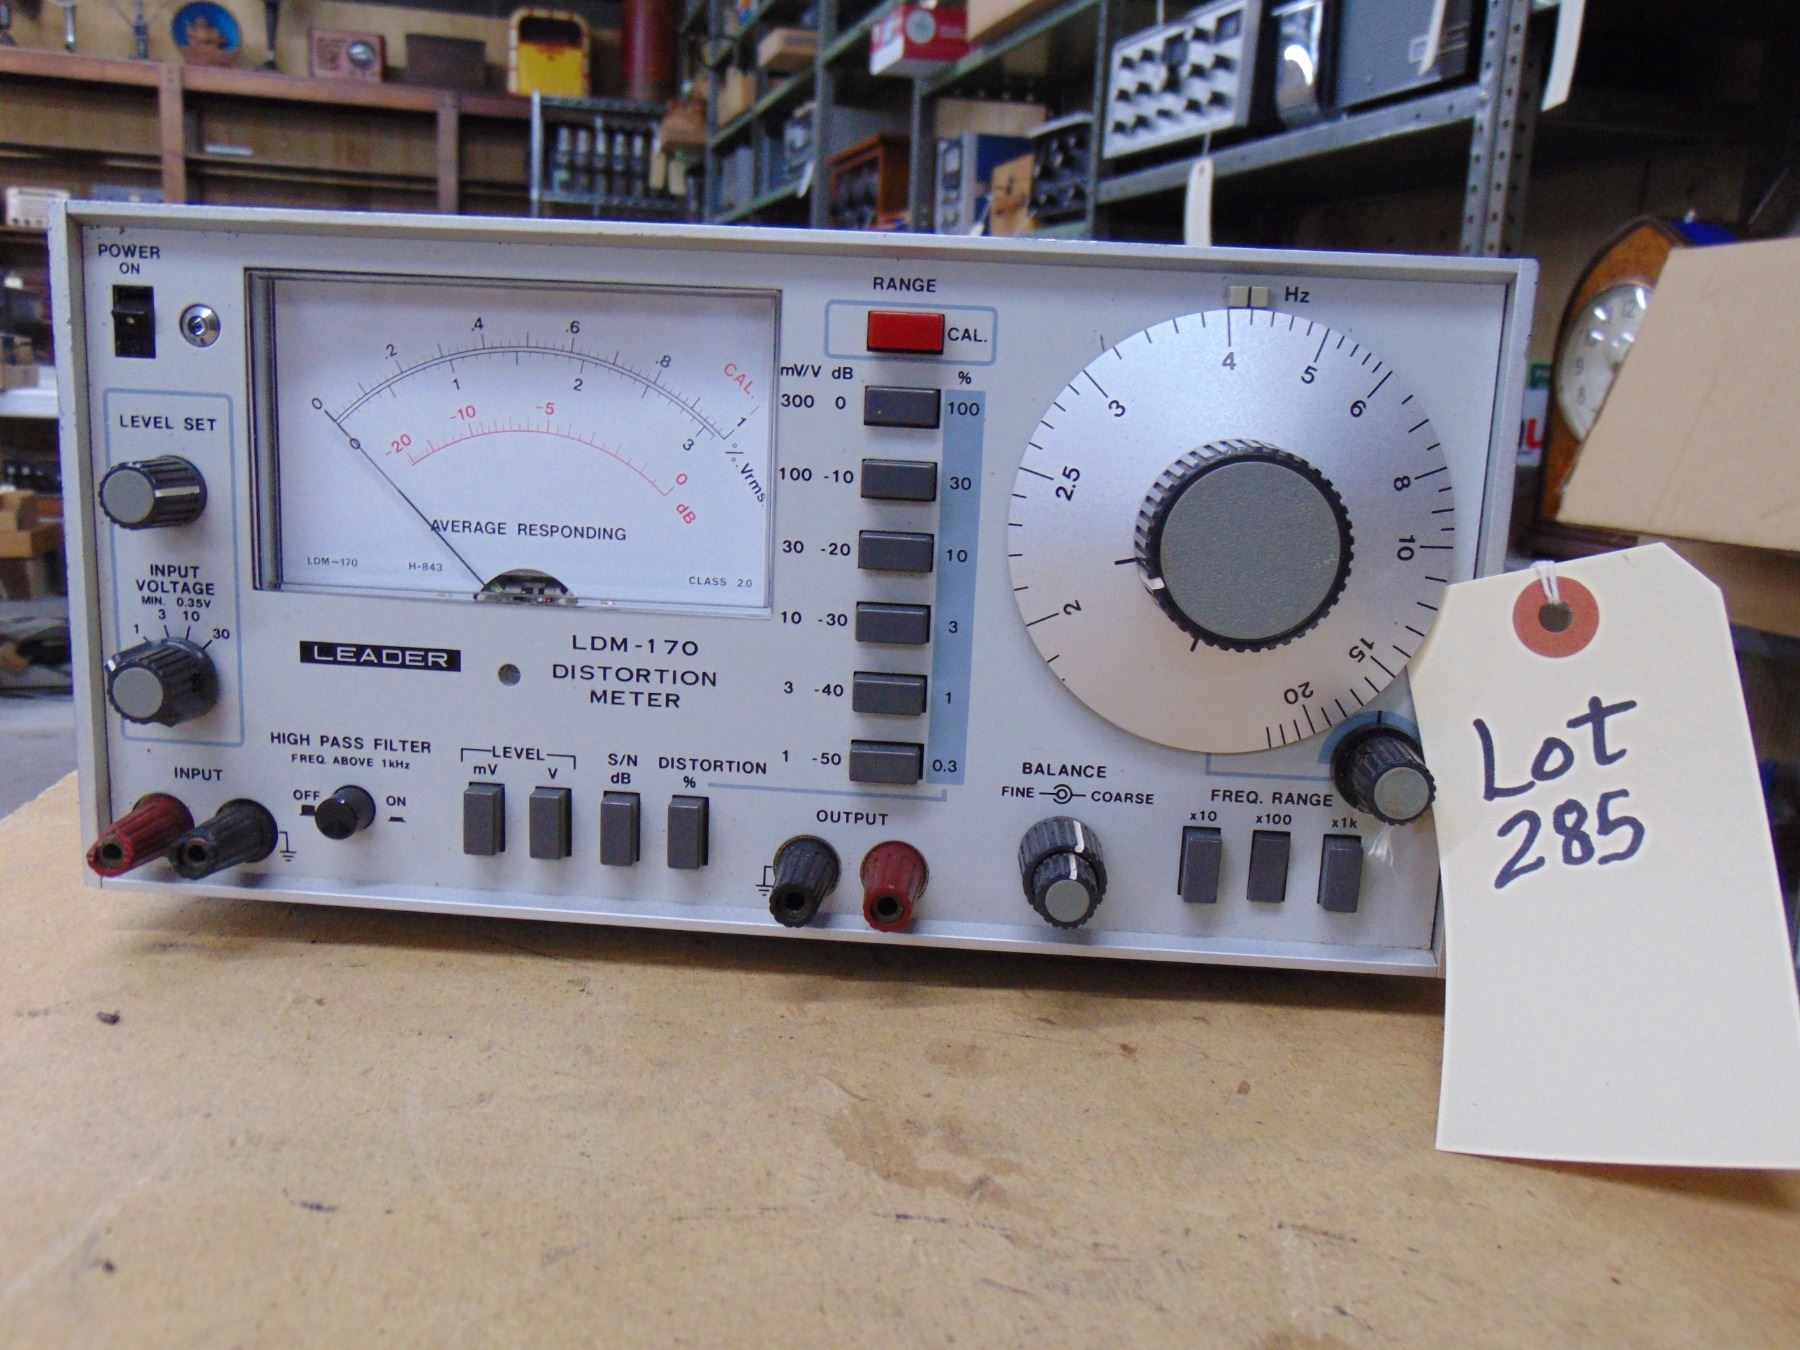 POWER
ON
LEVEL SET
INPUT
VOLTAGE
MIN. 0.35V
1 3 10 30
INPUT
0 .2 .4 .6 .8 1
CAL.
0 1 2 3
%. Vrms.
-20 -10 -5 0
dB
AVERAGE RESPONDING
LDM-170 H-843 CLASS 2.0
LEADER
LDM-170
DISTORTION
METER
HIGH PASS FILTER
FREQ. ABOVE 1kHz
OFF ON
LEVEL
mV V
S/N
dB
DISTORTION
%
RANGE
CAL.
mV/V dB %
300 0 100
100 -10 30
30 -20 10
10 -30 3
3 -40 1
1 -50 0.3
OUTPUT
Hz
2 2.5 3 4 5 6 8 10 15 20
BALANCE
FINE COARSE
FREQ. RANGE
x10 x100 x1k
Lot
285